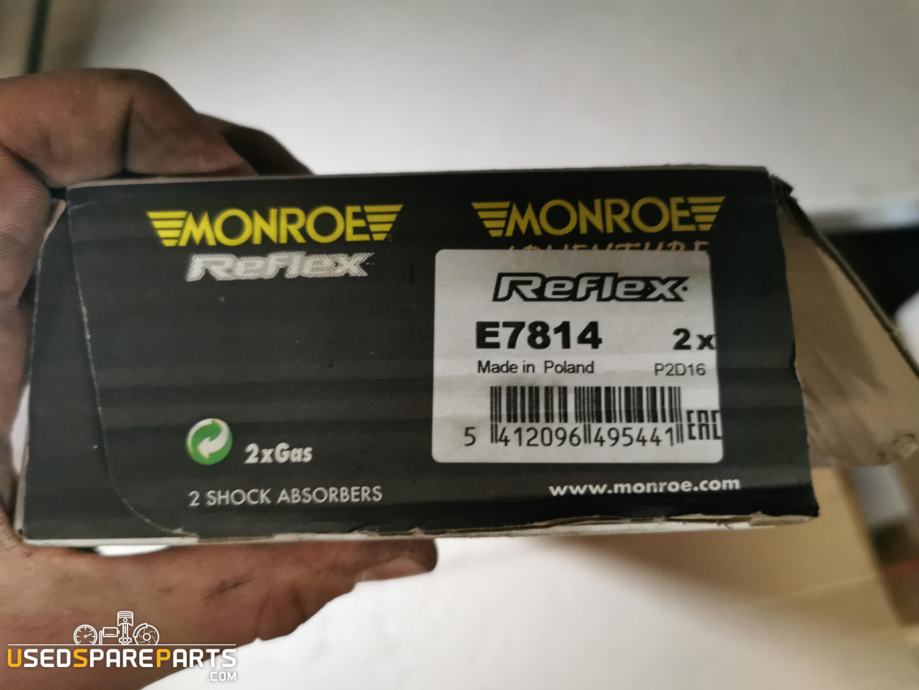 MONROE
Reflex
MONROE
ADVENTURE
Reflex
E7814 2x
Made in Poland P2D16
5 412096 495441 EAC
2xGas
2 SHOCK ABSORBERS
www.monroe.com
USEDSPAREPARTS
.COM